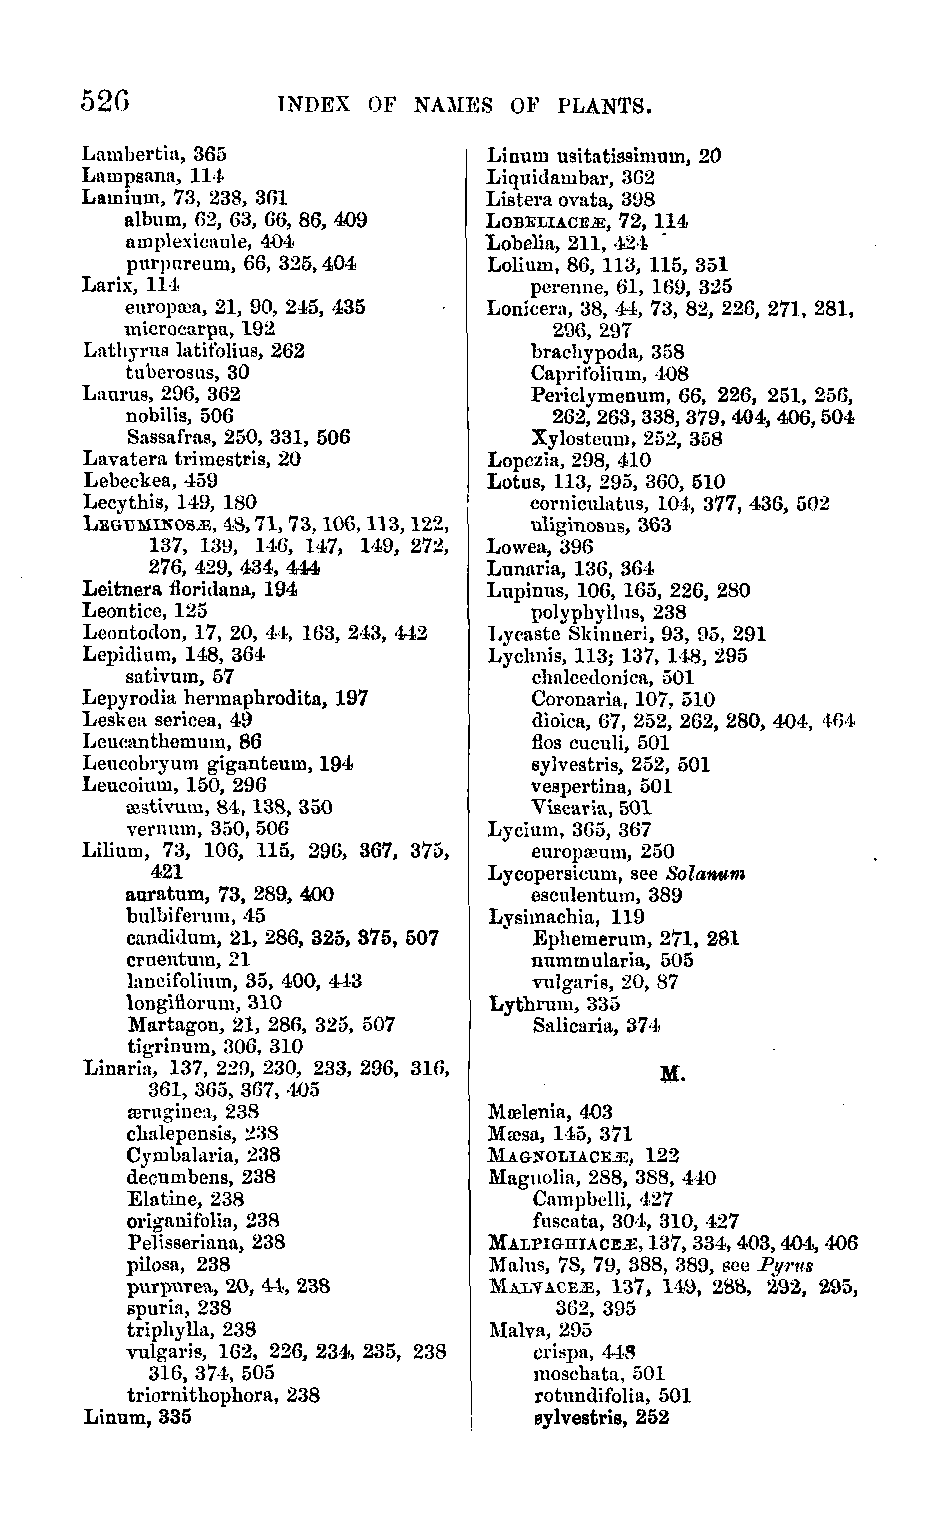 526 INDEX OF NAMES OF PLANTS.
Lambertia, 365
Lampsana, 114
Lamium, 73, 238, 361
album, 62, 63, 66, 86, 409
amplexicaule, 404
purpureum, 66, 325, 404
Larix, 114
europæa, 21, 90, 245, 435
microcarpa, 192
Lathyrus latifolius, 262
tuberosus, 30
Laurus, 296, 362
nobilis, 506
Sassafras, 250, 331, 506
Lavatera trimestris, 20
Lebeckea, 459
Lecythis, 149, 180
LEGUMINOSÆ, 48, 71, 73, 106, 113, 122,
137, 139, 146, 147, 149, 272,
276, 429, 434, 444
Leitnera floridana, 194
Leontice, 125
Leontodon, 17, 20, 44, 163, 243, 442
Lepidium, 148, 364
sativum, 57
Lepyrodia hermaphrodita, 197
Leskea sericea, 49
Leucanthemum, 86
Leucobryum giganteum, 194
Leucoium, 150, 296
æstivum, 84, 138, 350
vernum, 350, 506
Lilium, 73, 106, 115, 296, 367, 375,
421
auratum, 73, 289, 400
bulbiferum, 45
candidum, 21, 286, 325, 375, 507
cruentum, 21
lancifolium, 35, 400, 443
longiflorum, 310
Martagon, 21, 286, 325, 507
tigrinum, 306, 310
Linaria, 137, 229, 230, 233, 296, 316,
361, 365, 367, 405
æruginea, 238
chalepensis, 238
Cymbalaria, 238
decumbens, 238
Elatine, 238
origanifolia, 238
Pelisseriana, 238
pilosa, 238
purpurea, 20, 44, 238
spuria, 238
triphylla, 238
vulgaris, 162, 226, 234, 235, 238
316, 374, 505
triornithophora, 238
Linum, 335
Linum usitatissimum, 20
Liquidambar, 362
Listera ovata, 398
LOBELIACEÆ, 72, 114
Lobelia, 211, 424
Lolium, 86, 113, 115, 351
perenne, 61, 169, 325
Lonicera, 38, 44, 73, 82, 226, 271, 281,
296, 297
brachypoda, 358
Caprifolium, 408
Periclymenum, 66, 226, 251, 256,
262, 263, 338, 379, 404, 406, 504
Xylosteum, 252, 358
Lopezia, 298, 410
Lotus, 113, 295, 360, 510
corniculatus, 104, 377, 436, 502
uliginosus, 363
Lowea, 396
Lunaria, 136, 364
Lupinus, 106, 165, 226, 280
polyphyllus, 238
Lycaste Skinneri, 93, 95, 291
Lychnis, 113; 137, 148, 295
chalcedonica, 501
Coronaria, 107, 510
dioica, 67, 252, 262, 280, 404, 464
flos cuculi, 501
sylvestris, 252, 501
vespertina, 501
Viscaria, 501
Lycium, 365, 367
europæum, 250
Lycopersicum, see Solanum
esculentum, 389
Lysimachia, 119
Ephemerum, 271, 281
nummularia, 505
vulgaris, 20, 87
Lythrum, 335
Salicaria, 374
M.
Mælenia, 403
Mæsa, 145, 371
MAGNOLIACEÆ, 122
Magnolia, 288, 388, 440
Campbelli, 427
fuscata, 304, 310, 427
MALPIGHIACEÆ, 137, 334, 403, 404, 406
Malus, 78, 79, 388, 389, see Pyrus
MALVACEÆ, 137, 149, 288, 292, 295,
362, 395
Malva, 295
crispa, 448
moschata, 501
rotundifolia, 501
sylvestris, 252